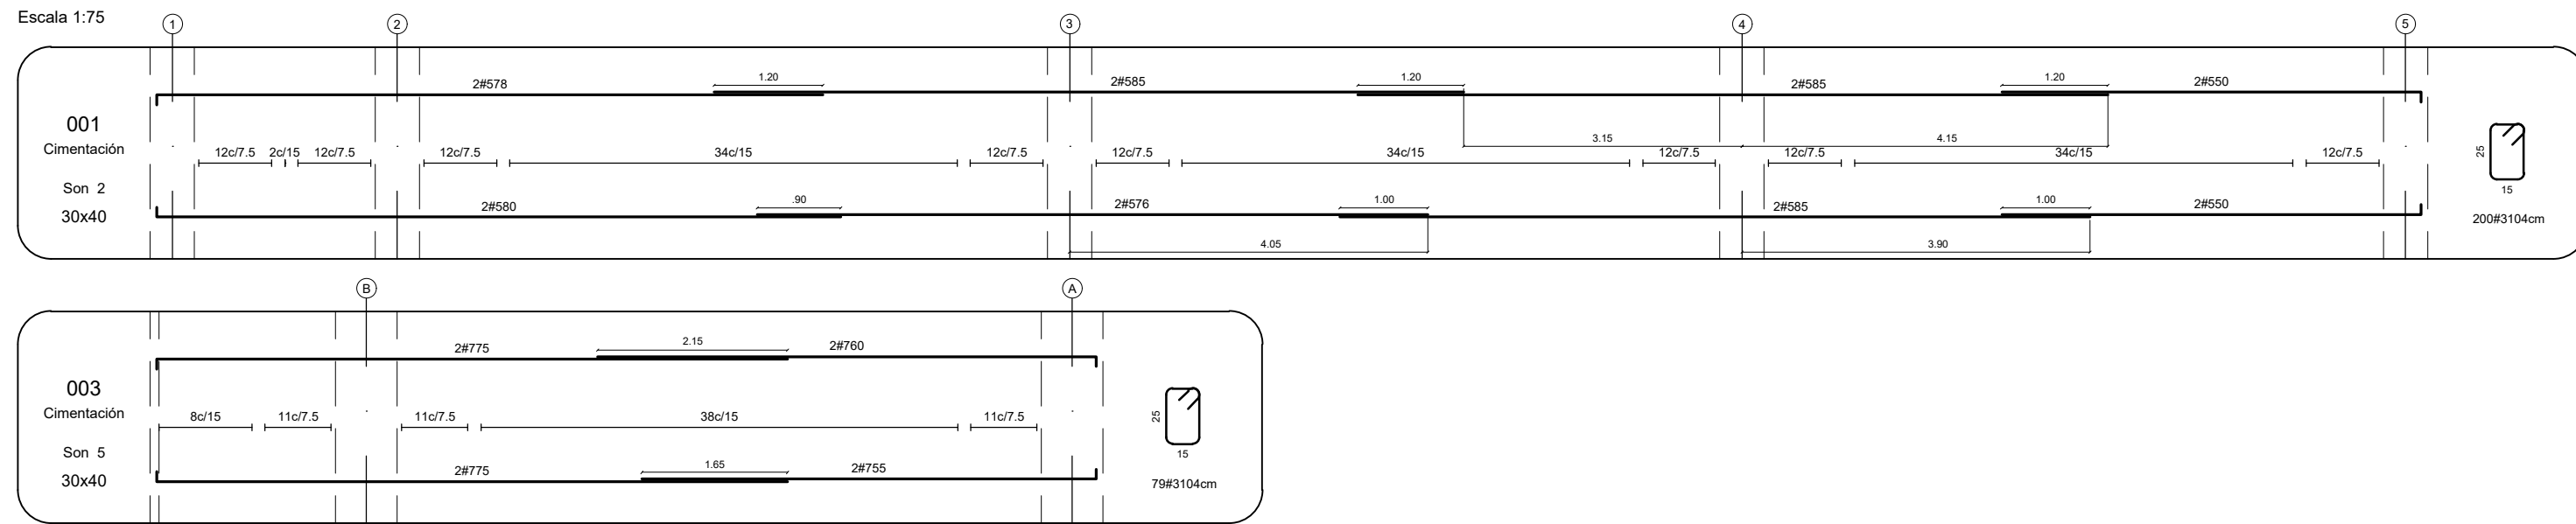 Escala 1:75
1
2
3
4
5
2#578
1.20
2#585
1.20
2#585
1.20
2#550
001
Cimentación
Son 2
30x40
12c/7.5
2c/15
12c/7.5
12c/7.5
34c/15
12c/7.5
12c/7.5
34c/15
12c/7.5
12c/7.5
34c/15
12c/7.5
3.15
4.15
25
15
200#3104cm
2#580
.90
2#576
1.00
2#585
1.00
2#550
4.05
3.90
B
A
2#775
2.15
2#760
003
Cimentación
Son 5
30x40
8c/15
11c/7.5
11c/7.5
38c/15
11c/7.5
25
15
79#3104cm
2#775
1.65
2#755